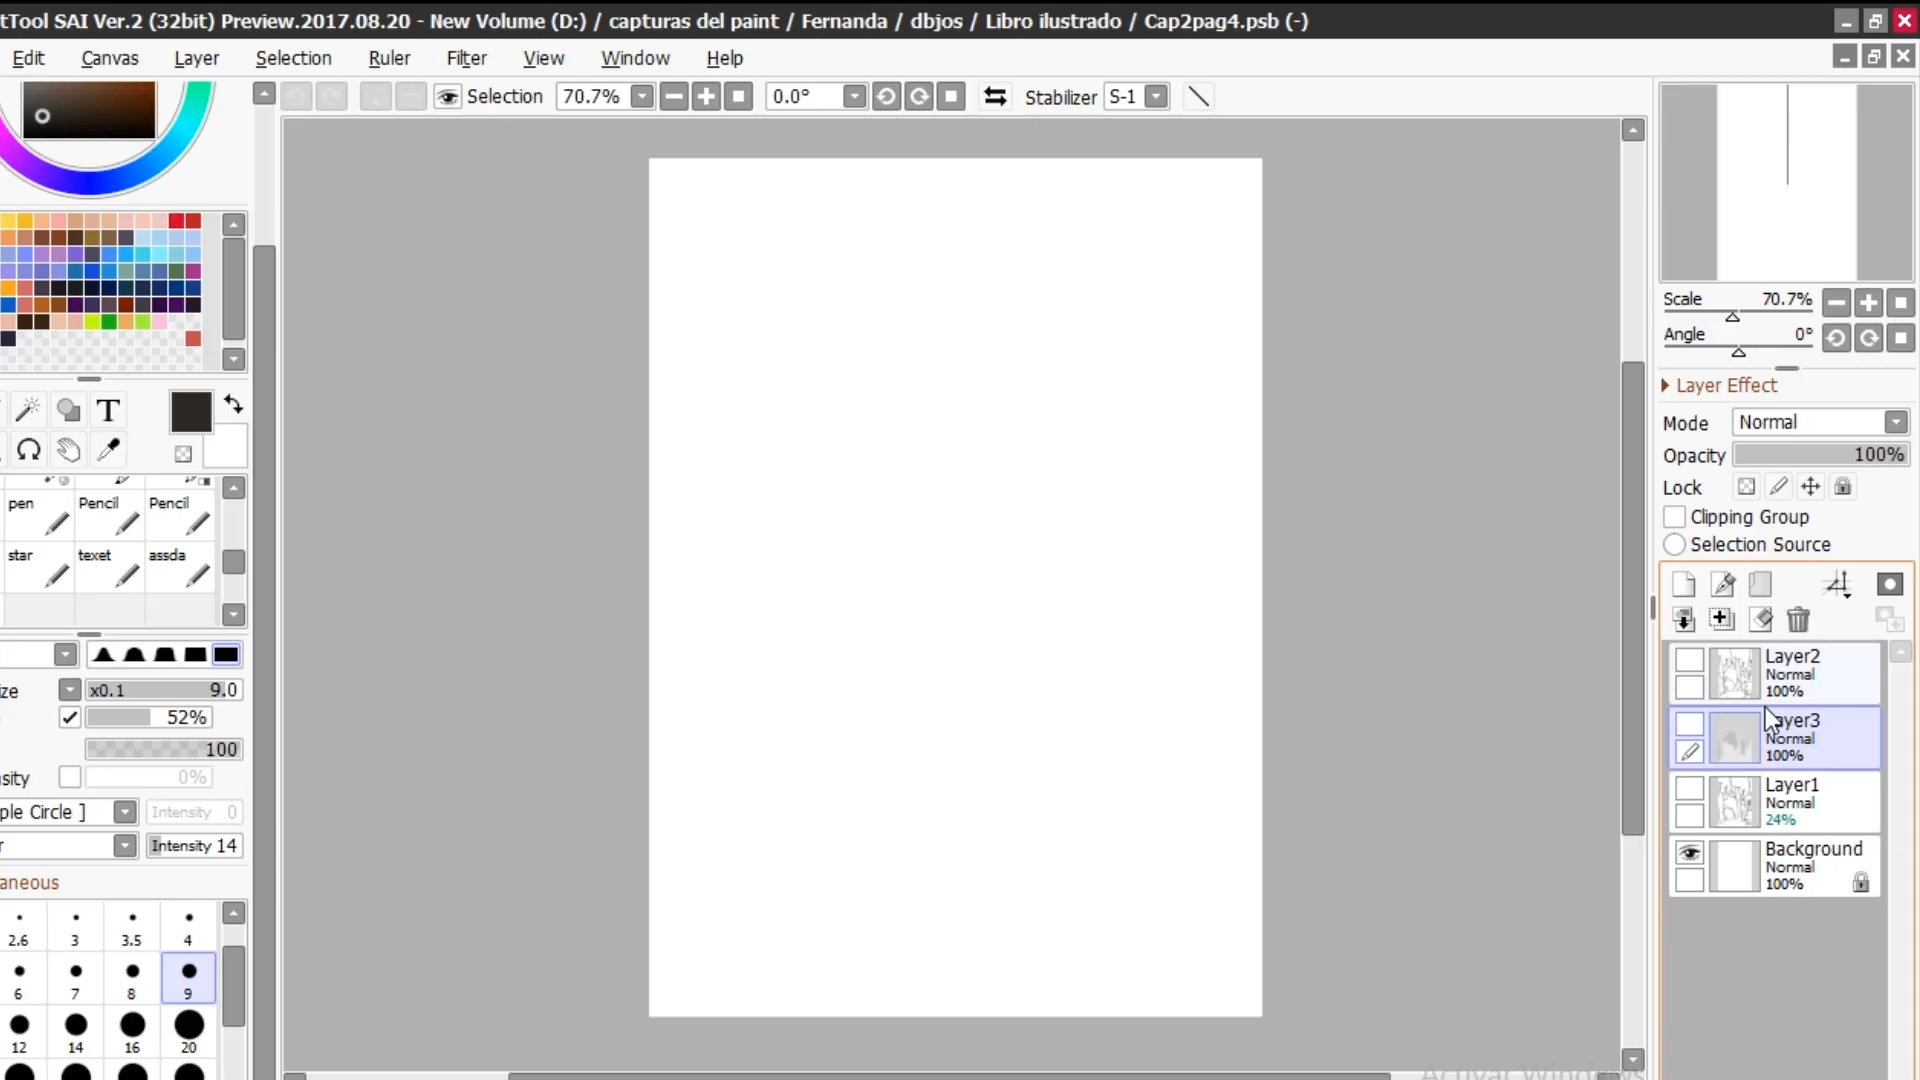 tTool SAI Ver.2 (32bit) Preview.2017.08.20 - New Volume (D:) / capturas del paint / Fernanda / dbjos / Libro ilustrado / Cap2pag4.psb (-)
Edit Canvas Layer Selection Ruler Filter View Window Help
Selection 70.7% 0.0° Stabilizer S-1
Scale 70.7%
Angle 0°
Layer Effect
Mode Normal
Opacity 100%
Lock
Clipping Group
Selection Source
Layer2
Normal
100%
ayer3
Normal
100%
Layer1
Normal
24%
Background
Normal
100%
T
pen Pencil Pencil
star texet assda
ze x0.1 9.0
52%
100
sity 0%
ple Circle ] Intensity 0
r Intensity 14
aneous
2.6 3 3.5 4
6 7 8 9
12 14 16 20